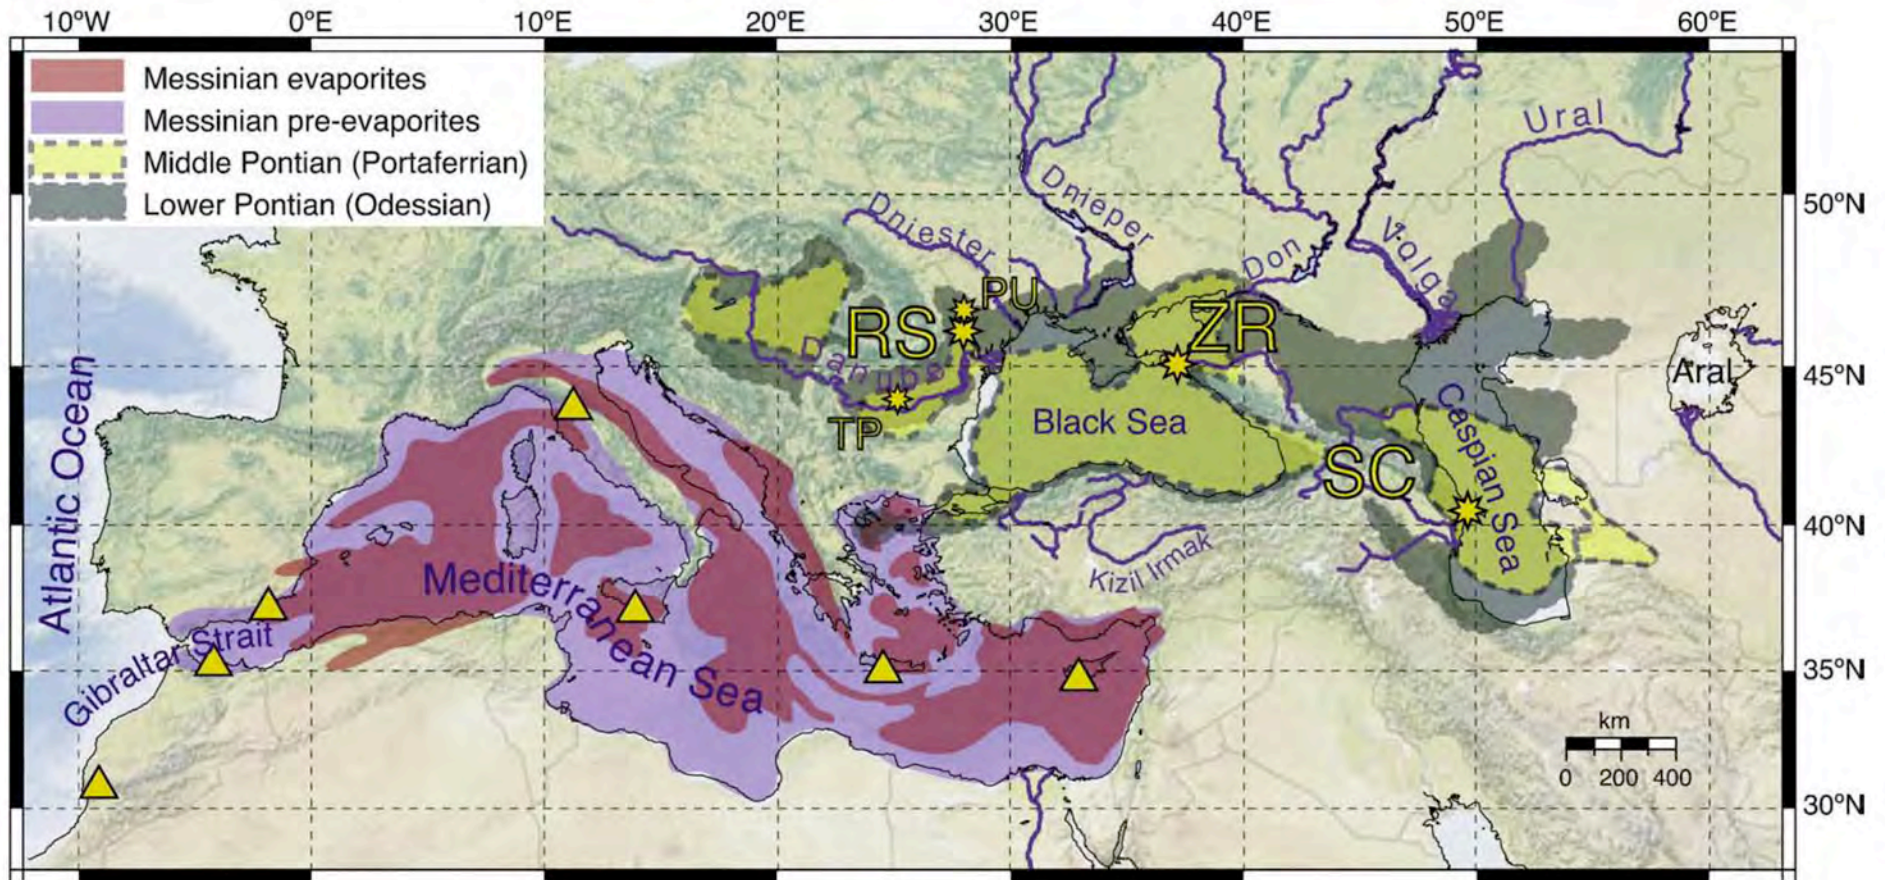 10°W 0°E 10°E 20°E 30°E 40°E 50°E 60°E
Messinian evaporites
Messinian pre-evaporites
Middle Pontian (Portaferrian)
Lower Pontian (Odessian)
Ural
Dnieper
50°N
Dniester
Volga
Don
PU
RS
ZR
Danube
45°N
Aral
TP
Black Sea
Caspian Sea
SC
Atlantic Ocean
40°N
Kizil Irmak
Mediterranean Sea
Gibraltar Strait
35°N
km
0 200 400
30°N